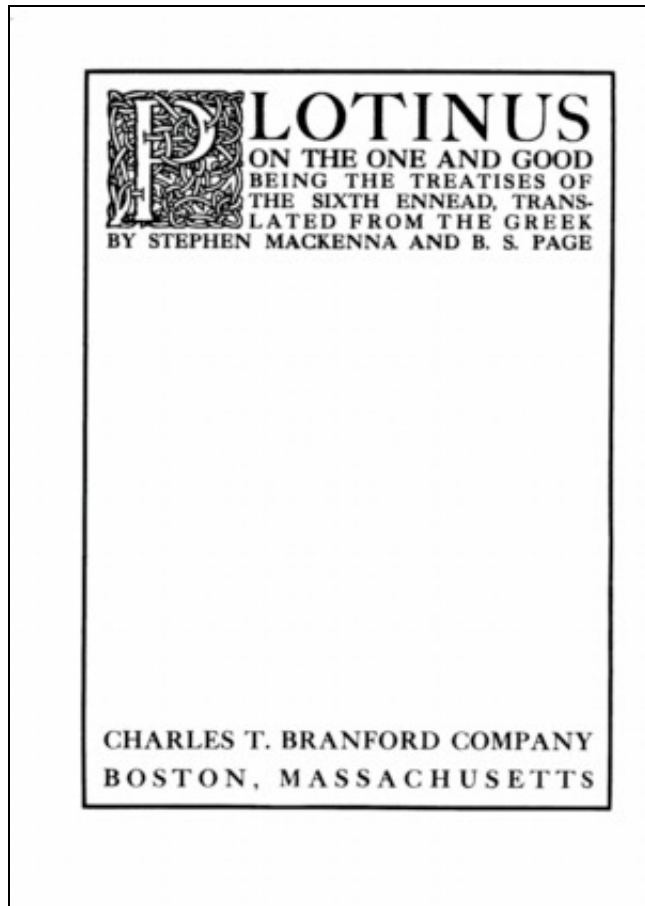 PLOTINUS
ON THE ONE AND GOOD
BEING THE TREATISES OF
THE SIXTH ENNEAD, TRANS-
LATED FROM THE GREEK
BY STEPHEN MACKENNA AND B. S. PAGE
CHARLES T. BRANFORD COMPANY
BOSTON, MASSACHUSETTS